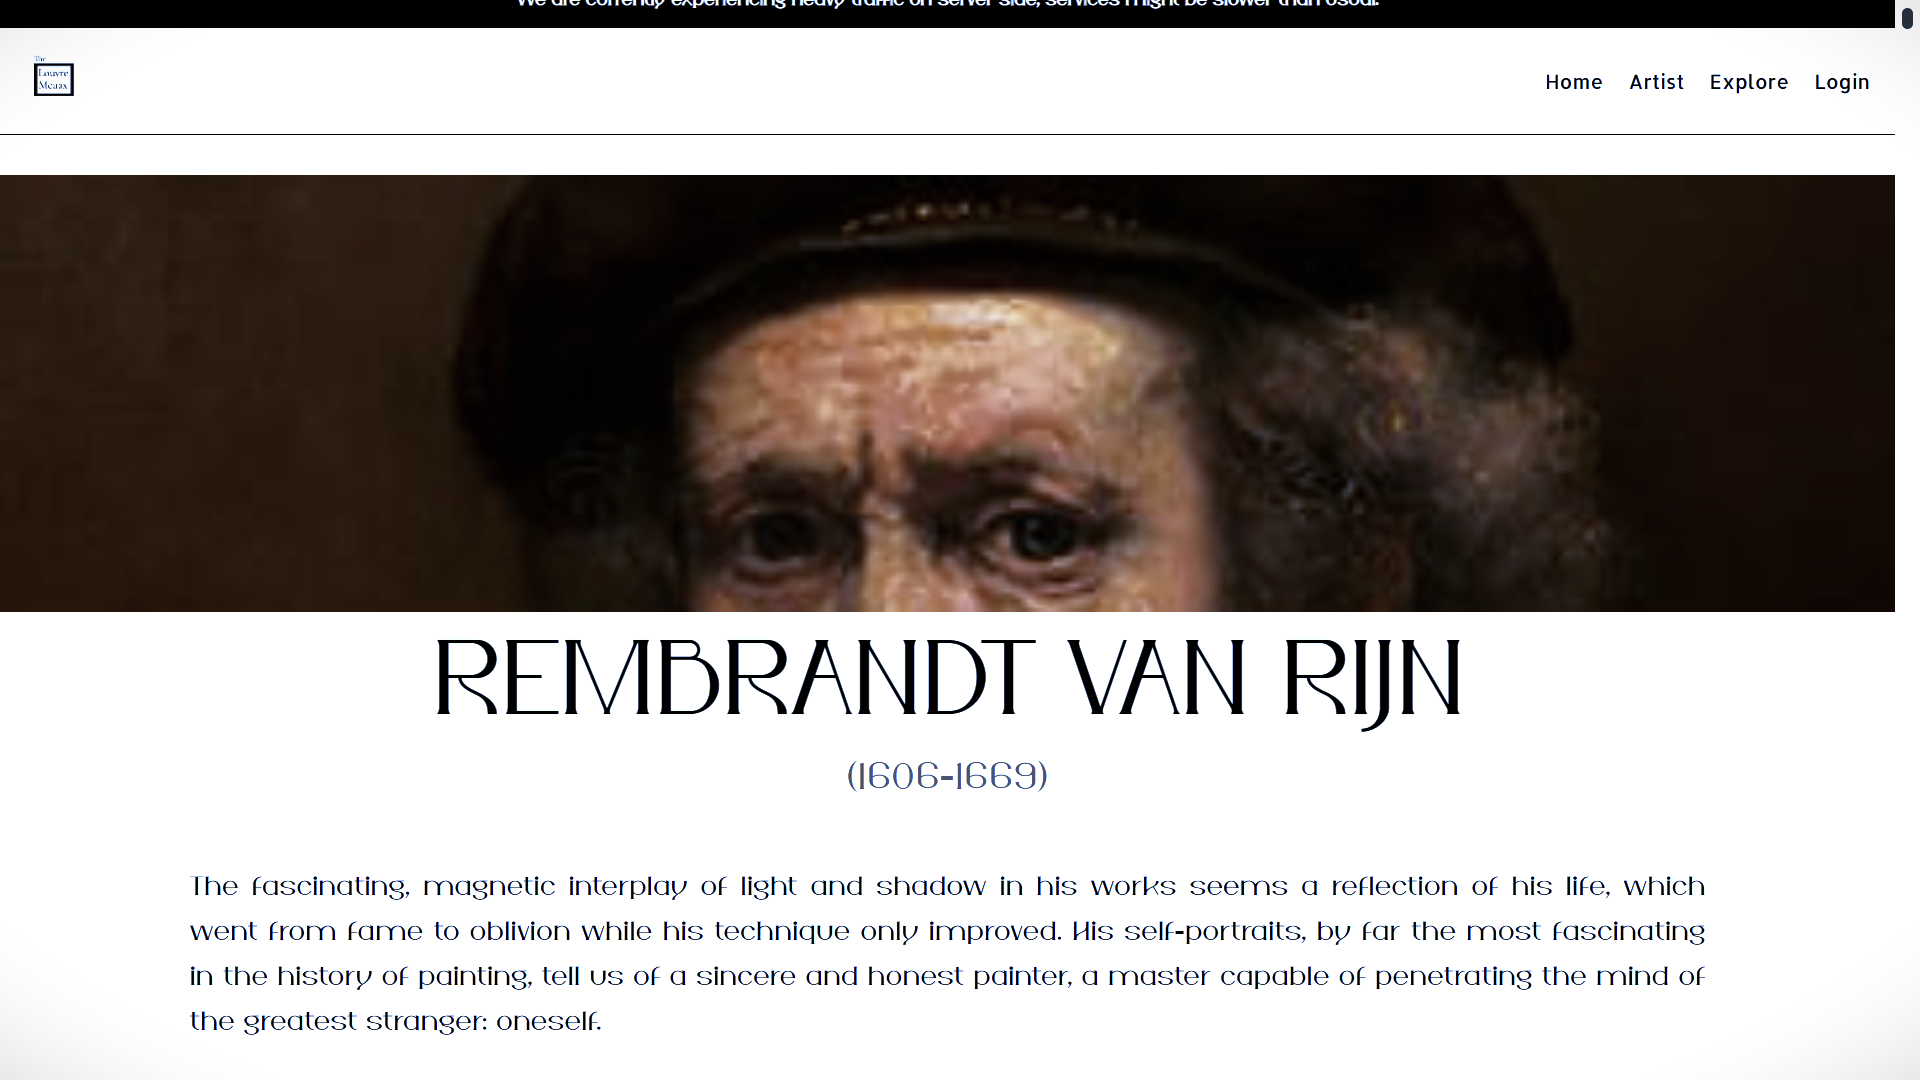 We are currently experiencing heavy traffic on server side, services might be slower than usual.
The
Louvre
Meaax
Home Artist Explore Login
REMBRANDT VAN RIJN
(1606-1669)
The fascinating, magnetic interplay of light and shadow in his works seems a reflection of his life, which
went from fame to oblivion while his technique only improved. His self-portraits, by far the most fascinating
in the history of painting, tell us of a sincere and honest painter, a master capable of penetrating the mind of
the greatest stranger: oneself.